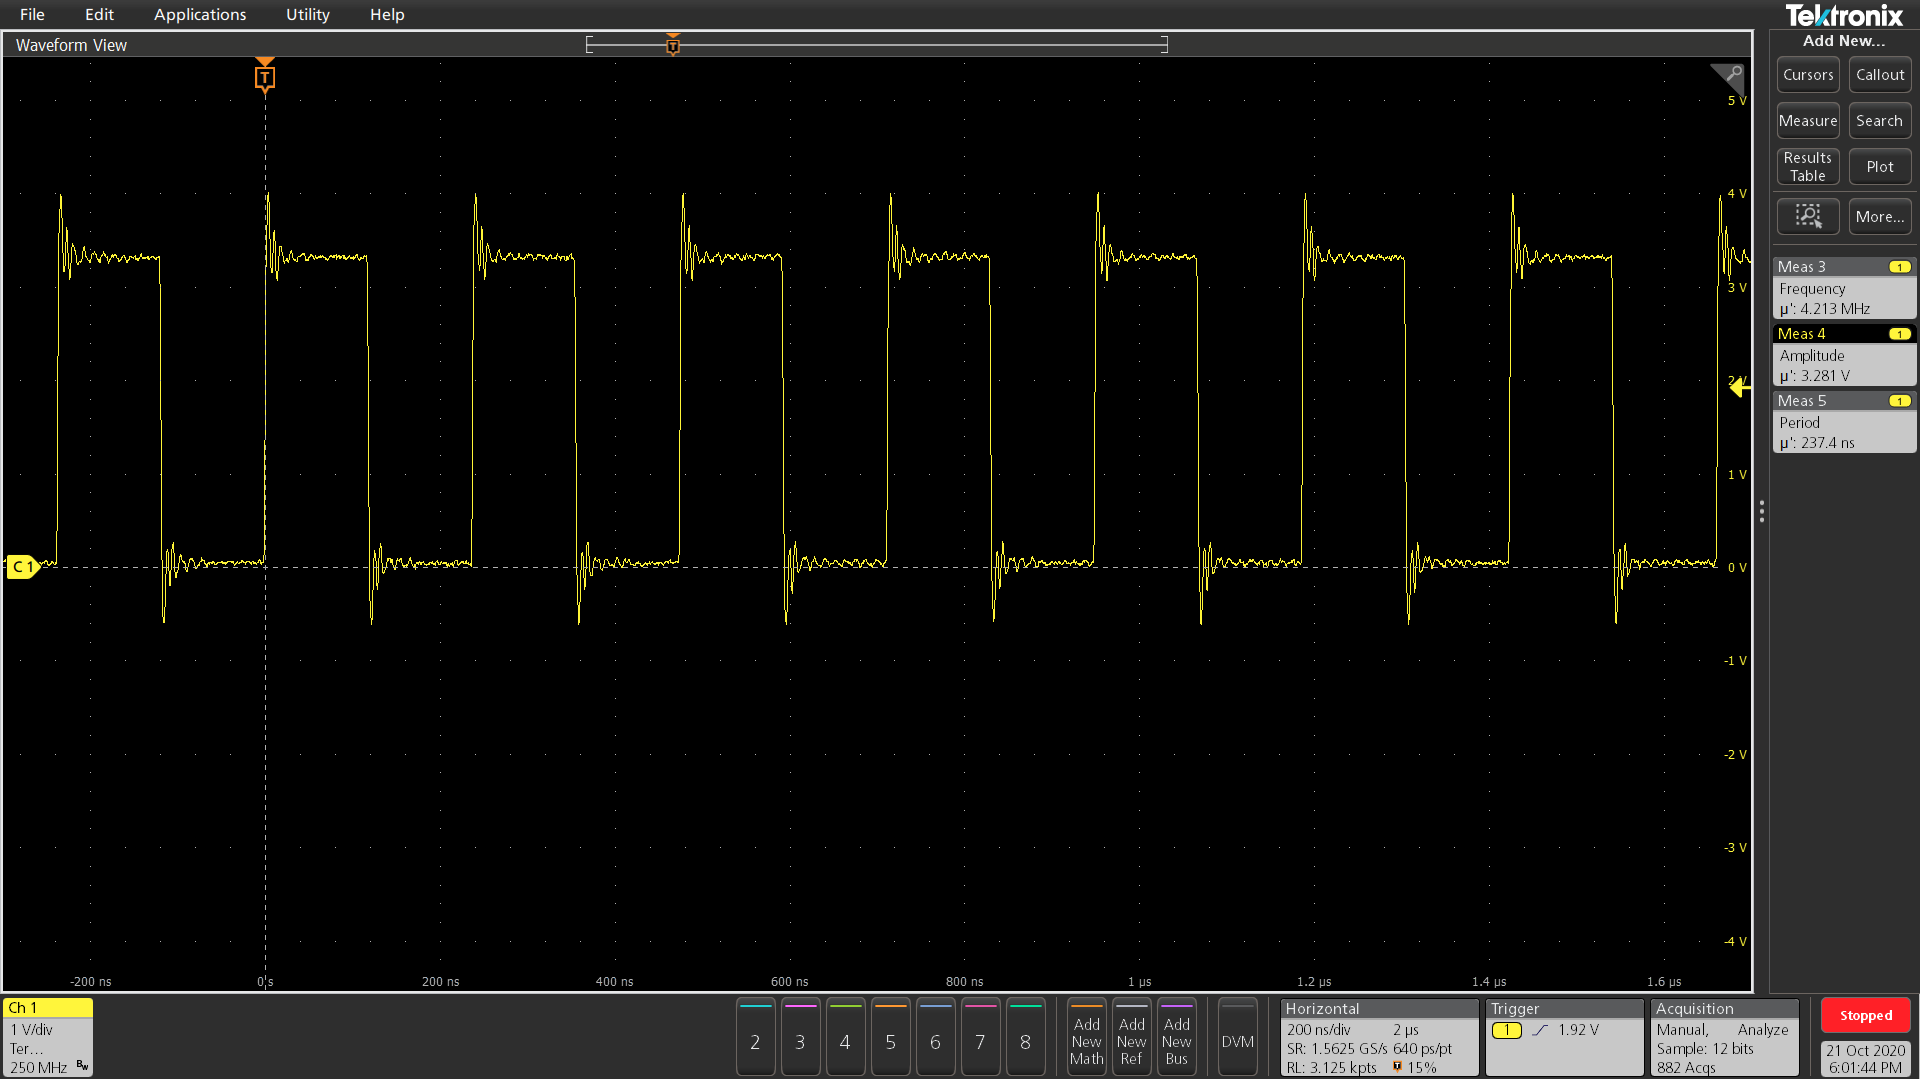 File Edit Applications Utility Help
Tektronix
Waveform View
T
Add New...
T
Cursors Callout
Measure Search
Results Table Plot
More...
5 V
4 V
3 V
2 V
1 V
0 V
-1 V
-2 V
-3 V
-4 V
C 1
Meas 3 1
Frequency
µ': 4.213 MHz
Meas 4 1
Amplitude
µ': 3.281 V
Meas 5 1
Period
µ': 237.4 ns
-200 ns 0 s 200 ns 400 ns 600 ns 800 ns 1 µs 1.2 µs 1.4 µs 1.6 µs
Ch 1
1 V/div
Ter...
250 MHz Bw
2 3 4 5 6 7 8
Add New Math
Add New Ref
Add New Bus
DVM
Horizontal
200 ns/div 2 µs
SR: 1.5625 GS/s 640 ps/pt
RL: 3.125 kpts T 15%
Trigger
1 1.92 V
Acquisition
Manual, Analyze
Sample: 12 bits
882 Acqs
Stopped
21 Oct 2020
6:01:44 PM